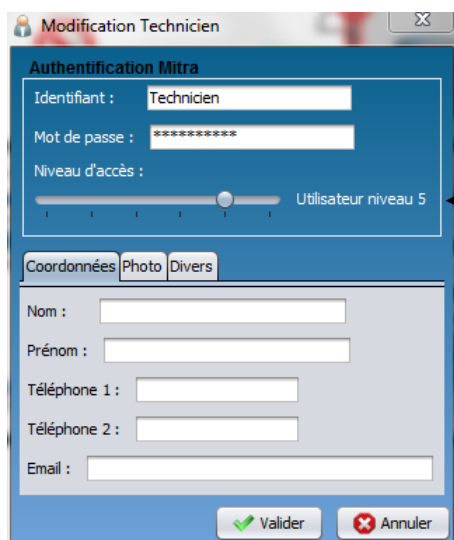 Modification Technicien
Authentification Mitra
Identifiant : Technicien
Mot de passe : **********
Niveau d'accès :
Utilisateur niveau 5
Coordonnées Photo Divers
Nom :
Prénom :
Téléphone 1 :
Téléphone 2 :
Email :
Valider Annuler